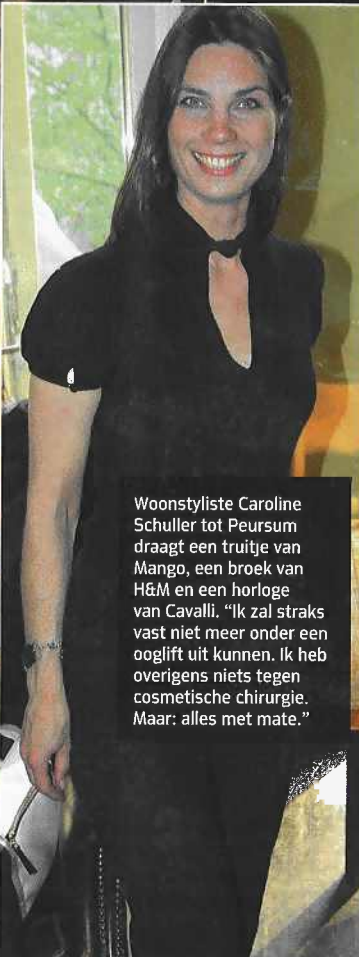 Woonstyliste Caroline
Schuller tot Peursum
draagt een truitje van
Mango, een broek van
H&M en een horloge
van Cavalli. “Ik zal straks
vast niet meer onder een
ooglift uit kunnen. Ik heb
overigens niets tegen
cosmetische chirurgie.
Maar: alles met mate.”